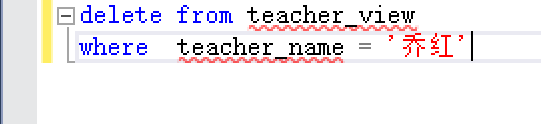 delete from teacher_view
where  teacher_name = '乔红'